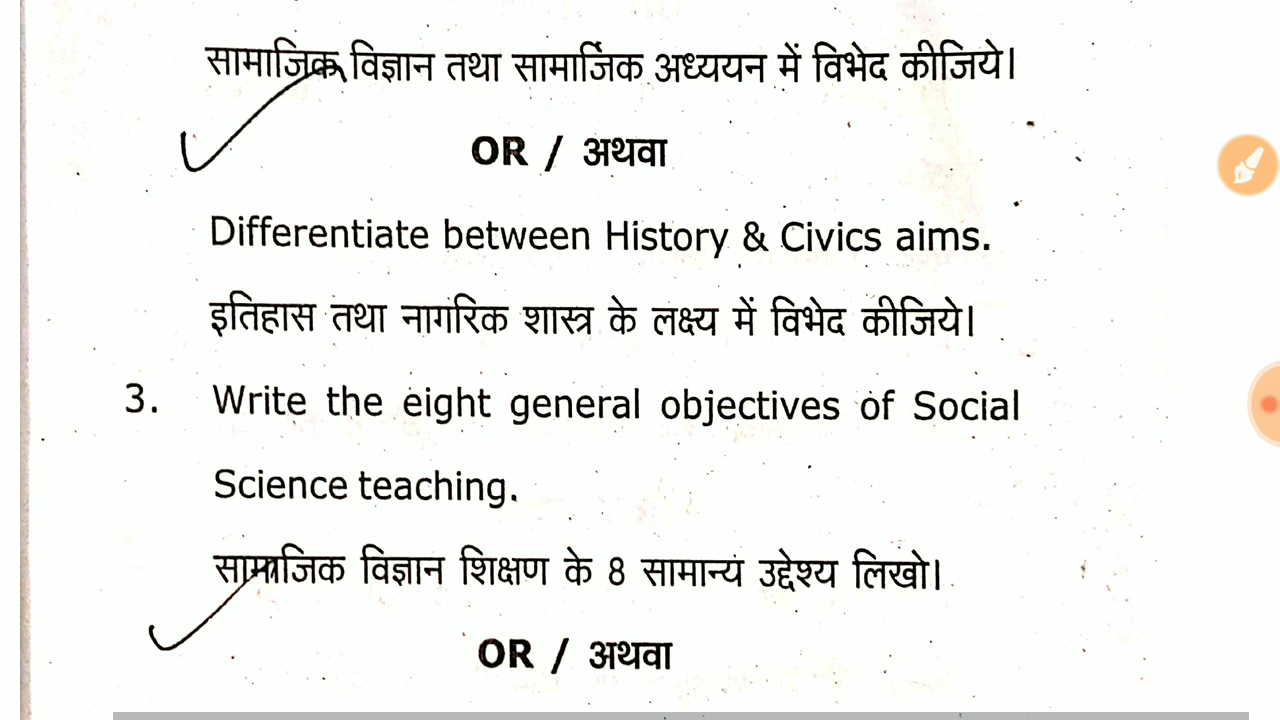 सामाजिक विज्ञान तथा सामाजिक अध्ययन में विभेद कीजिये।
OR / अथवा
Differentiate between History & Civics aims.
इतिहास तथा नागरिक शास्त्र के लक्ष्य में विभेद कीजिये।
3. Write the eight general objectives of Social
Science teaching.
सामाजिक विज्ञान शिक्षण के 8 सामान्य उद्देश्य लिखो।
OR / अथवा